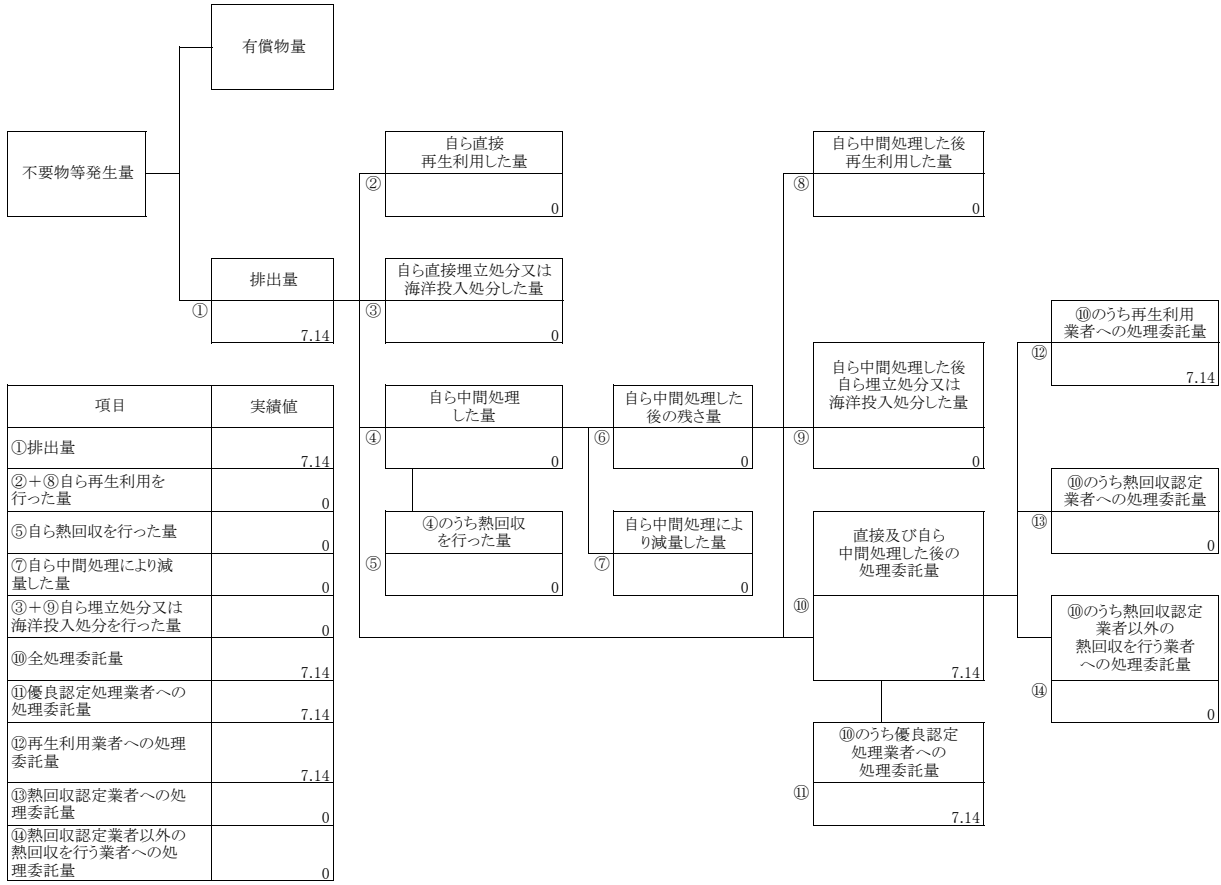 有償物量
不要物等発生量
自ら直接
再生利用した量
②
0
自ら中間処理した後
再生利用した量
⑧
0
排出量
①
7.14
自ら直接埋立処分又は
海洋投入処分した量
③
0
⑩のうち再生利用
業者への処理委託量
⑫
7.14
自ら中間処理
した量
④
0
自ら中間処理した
後の残さ量
⑥
0
自ら中間処理した後
自ら埋立処分又は
海洋投入処分した量
⑨
0
⑩のうち熱回収認定
業者への処理委託量
⑬
0
④のうち熱回収
を行った量
⑤
0
自ら中間処理によ
り減量した量
⑦
0
直接及び自ら
中間処理した後の
処理委託量
⑩
7.14
⑩のうち熱回収認定
業者以外の
熱回収を行う業者
への処理委託量
⑭
0
⑩のうち優良認定
処理業者への
処理委託量
⑪
7.14
項目 実績値
①排出量 7.14
②+⑧自ら再生利用を
行った量 0
⑤自ら熱回収を行った量 0
⑦自ら中間処理により減
量した量 0
③+⑨自ら埋立処分又は
海洋投入処分を行った量 0
⑩全処理委託量 7.14
⑪優良認定処理業者への
処理委託量 7.14
⑫再生利用業者への処理
委託量 7.14
⑬熱回収認定業者への処
理委託量 0
⑭熱回収認定業者以外の
熱回収を行う業者への処
理委託量 0